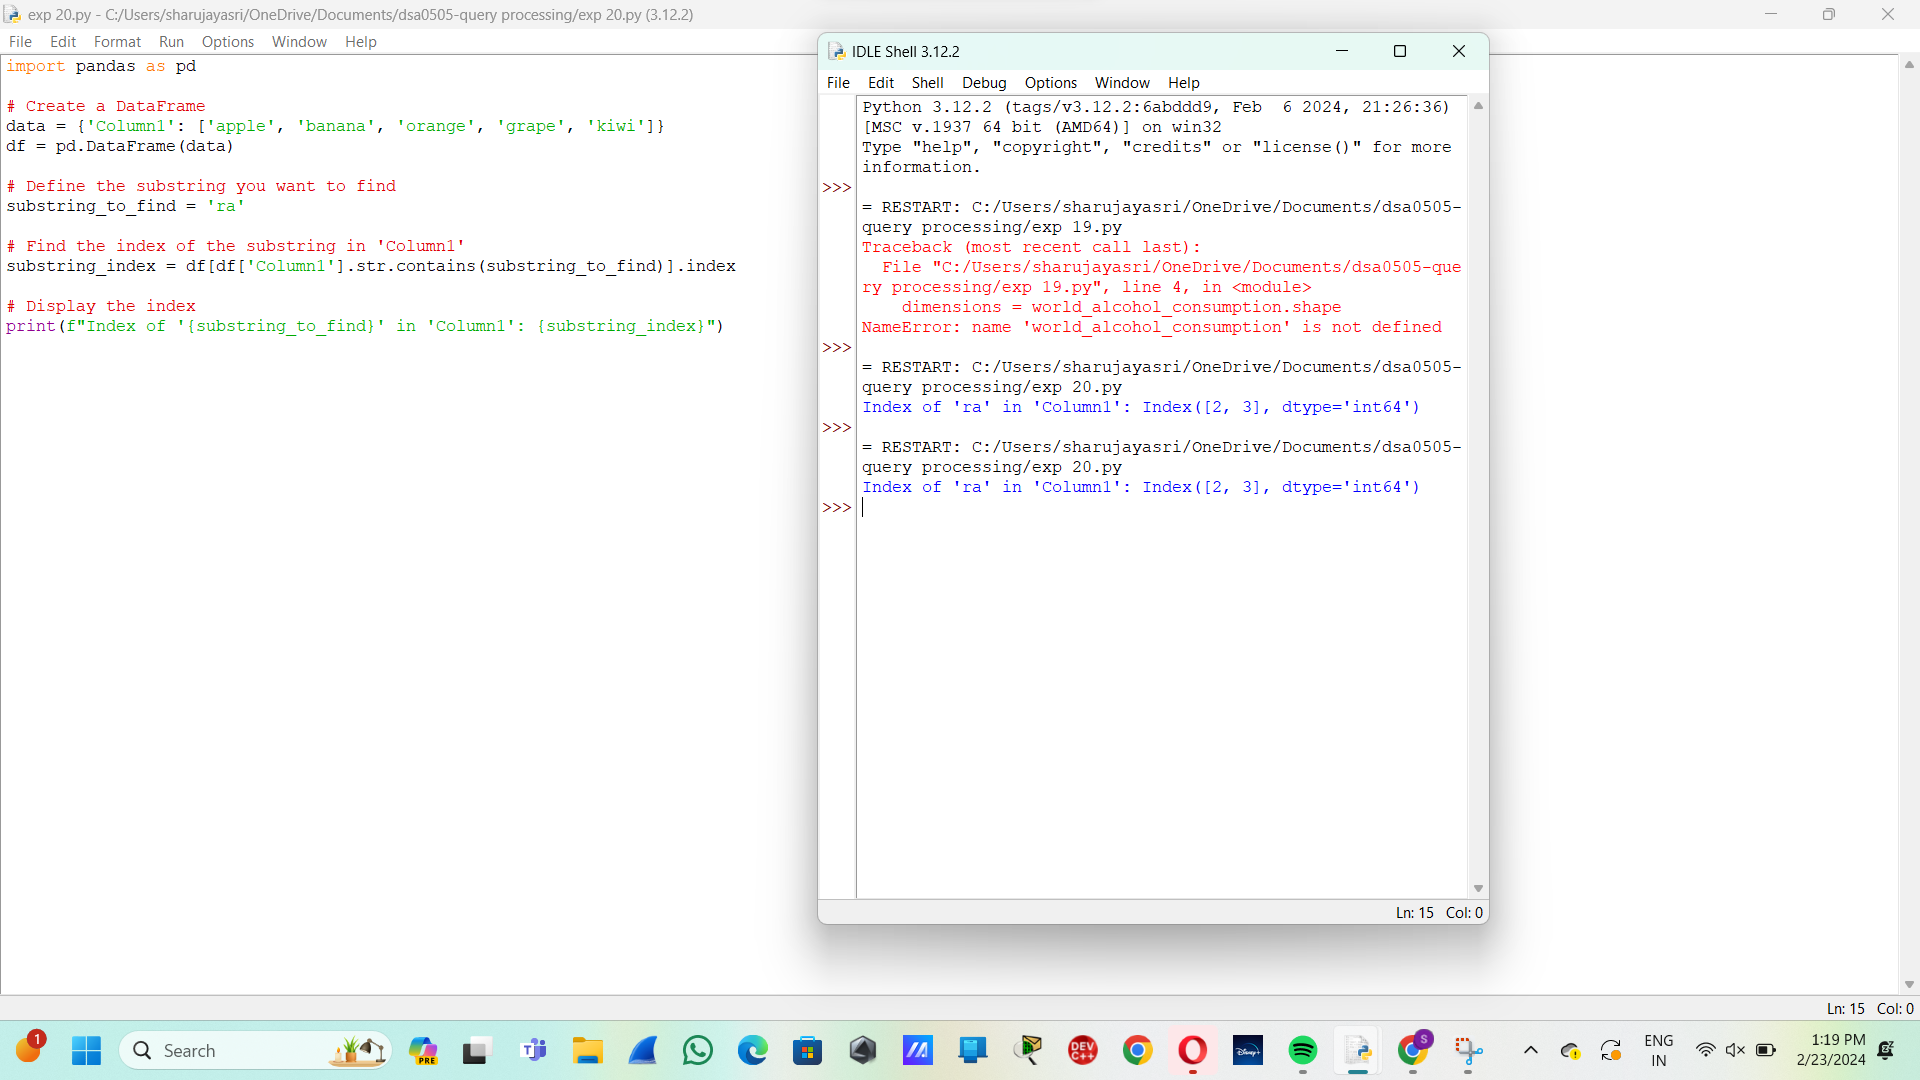 exp 20.py - C:/Users/sharujayasri/OneDrive/Documents/dsa0505-query processing/exp 20.py (3.12.2)
File Edit Format Run Options Window Help
import pandas as pd
# Create a DataFrame
data = {'Column1': ['apple', 'banana', 'orange', 'grape', 'kiwi']}
df = pd.DataFrame(data)
# Define the substring you want to find
substring_to_find = 'ra'
# Find the index of the substring in 'Column1'
substring_index = df[df['Column1'].str.contains(substring_to_find)].index
# Display the index
print(f"Index of '{substring_to_find}' in 'Column1': {substring_index}")
IDLE Shell 3.12.2
File Edit Shell Debug Options Window Help
Python 3.12.2 (tags/v3.12.2:6abddd9, Feb  6 2024, 21:26:36)
[MSC v.1937 64 bit (AMD64)] on win32
Type "help", "copyright", "credits" or "license()" for more
information.
>>>
= RESTART: C:/Users/sharujayasri/OneDrive/Documents/dsa0505-
query processing/exp 19.py
Traceback (most recent call last):
  File "C:/Users/sharujayasri/OneDrive/Documents/dsa0505-que
ry processing/exp 19.py", line 4, in <module>
    dimensions = world_alcohol_consumption.shape
NameError: name 'world_alcohol_consumption' is not defined
>>>
= RESTART: C:/Users/sharujayasri/OneDrive/Documents/dsa0505-
query processing/exp 20.py
Index of 'ra' in 'Column1': Index([2, 3], dtype='int64')
>>>
= RESTART: C:/Users/sharujayasri/OneDrive/Documents/dsa0505-
query processing/exp 20.py
Index of 'ra' in 'Column1': Index([2, 3], dtype='int64')
>>>
Ln: 15 Col: 0
Ln: 15 Col: 0
1
Search
PRE
DEV C++
Disney+
S
ENG
IN
1:19 PM
2/23/2024